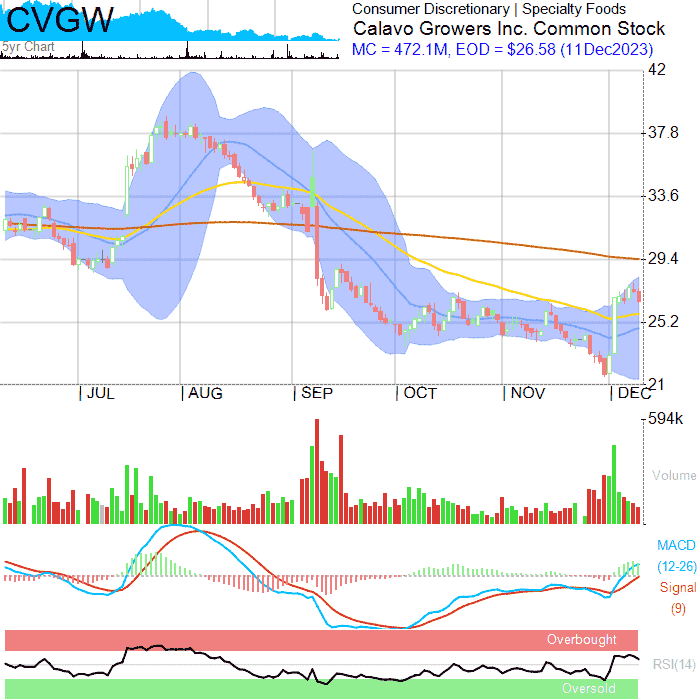 CVGW
5yr Chart
Consumer Discretionary | Specialty Foods
Calavo Growers Inc. Common Stock
MC = 472.1M, EOD = $26.58 (11Dec2023)
42
37.8
33.6
29.4
25.2
21
JUL AUG SEP OCT NOV DEC
594k
Volume
MACD
(12-26)
Signal
(9)
Overbought
RSI(14)
Oversold